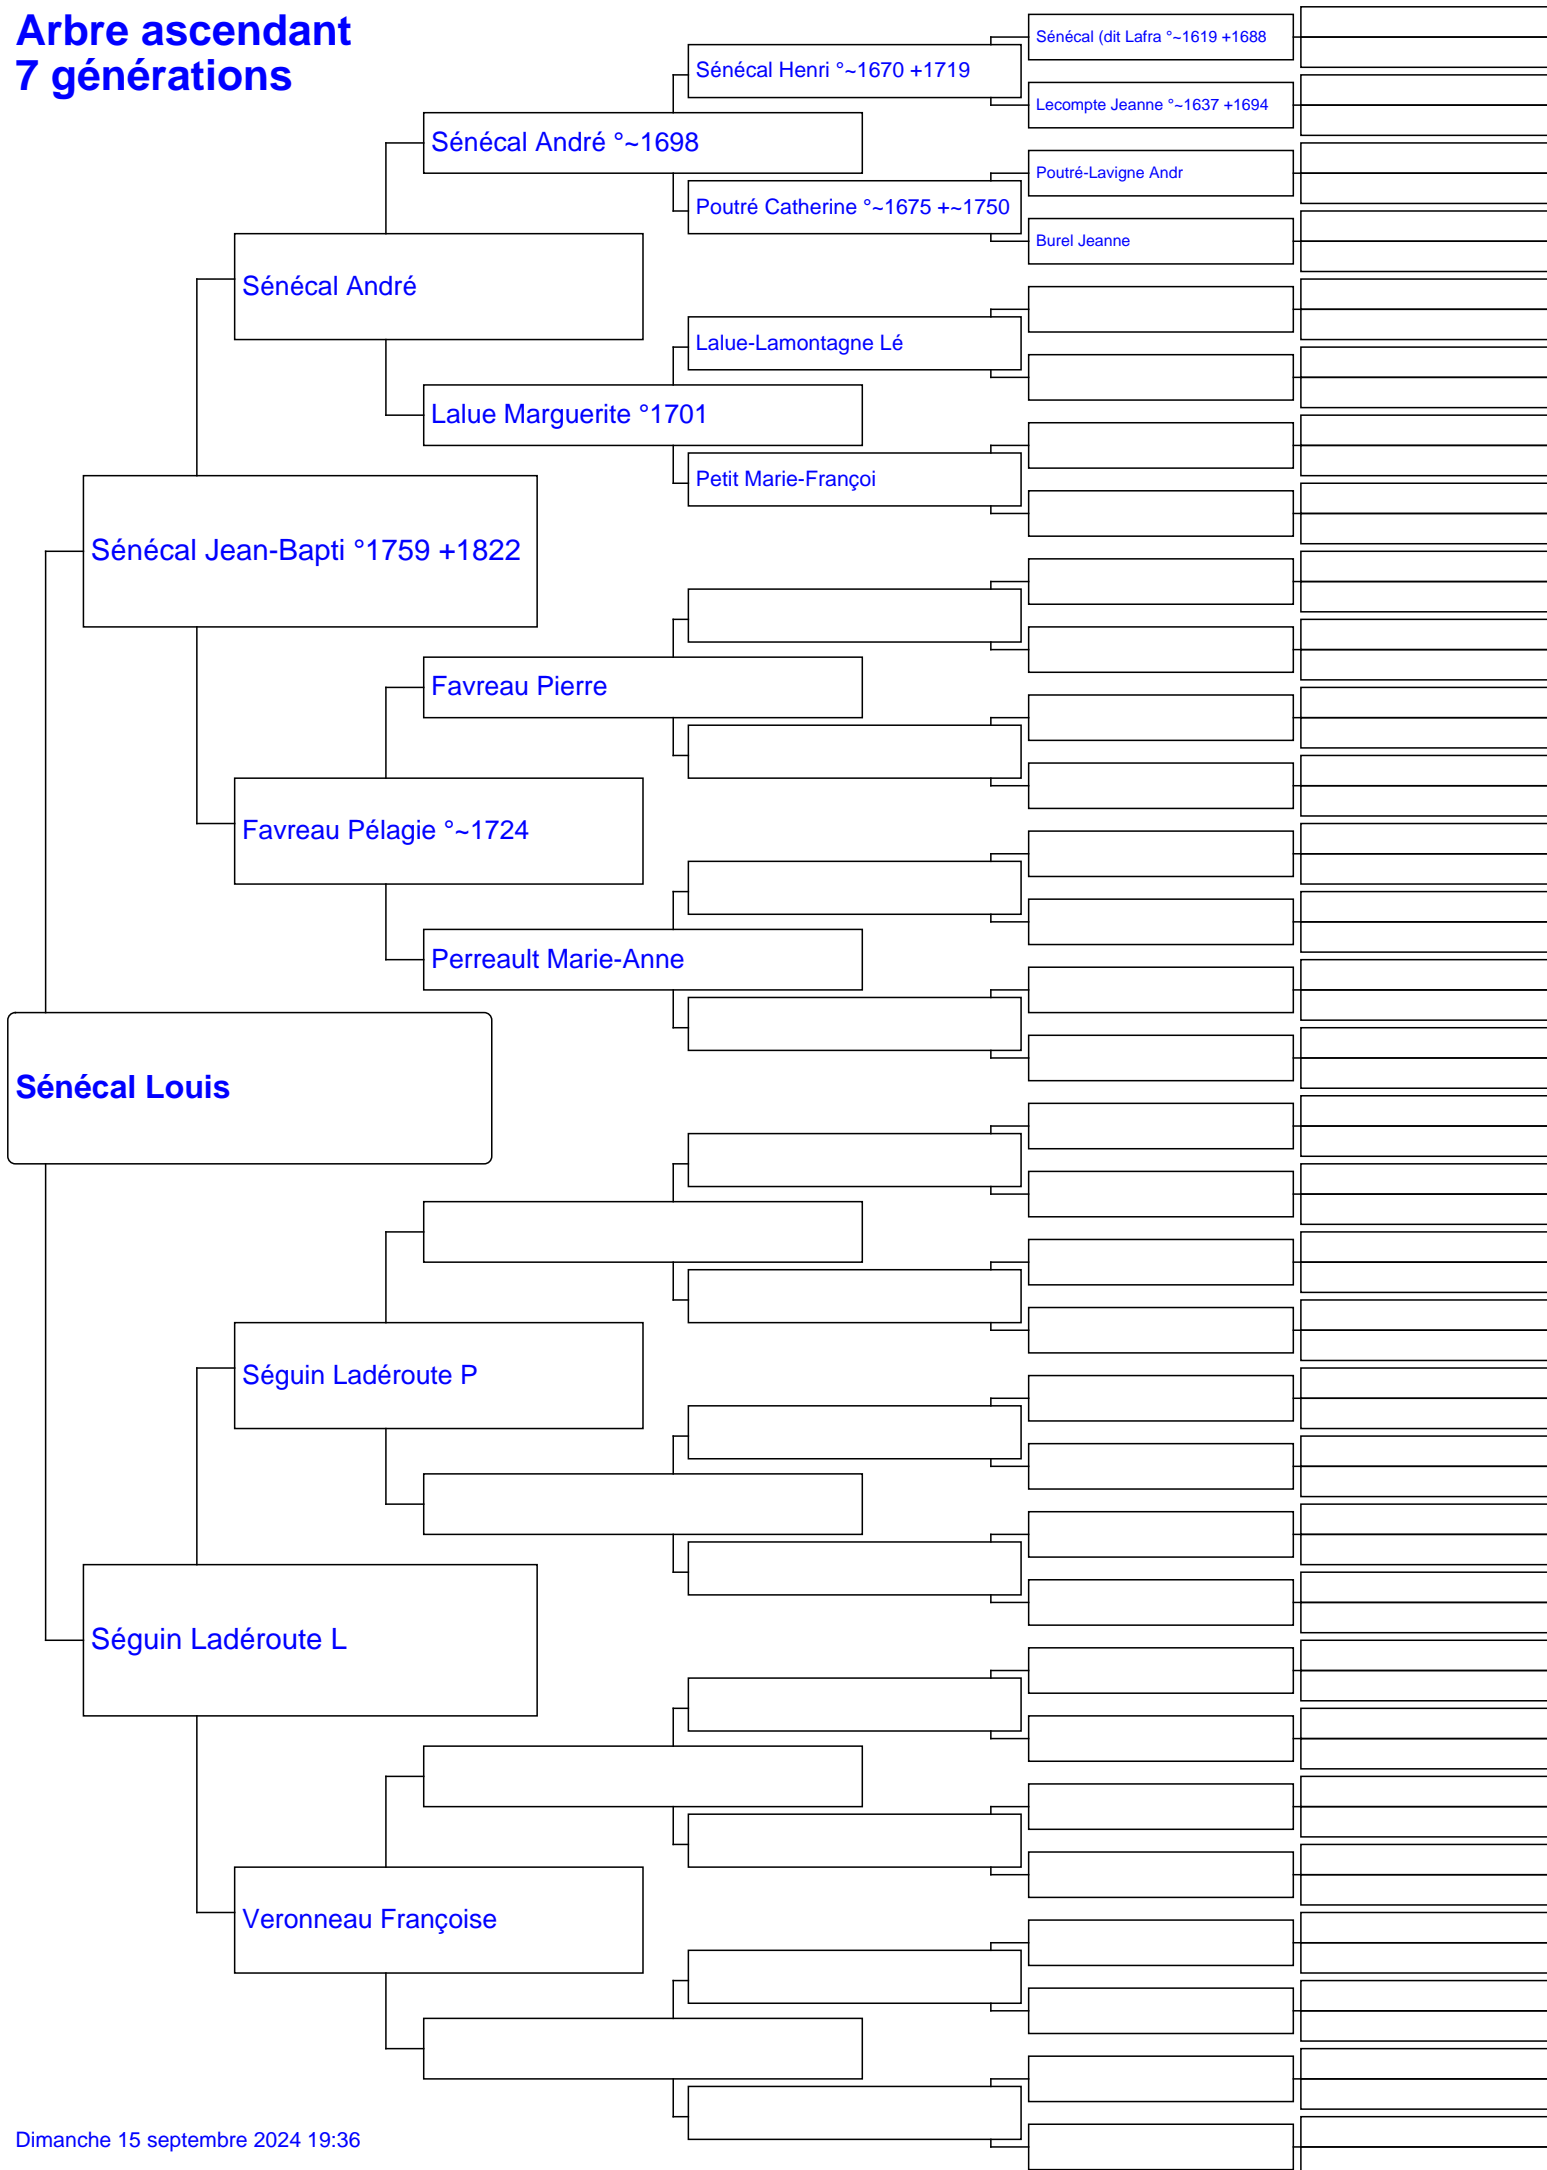 Arbre ascendant
7 générations
Sénécal (dit Lafra °~1619 +1688
Sénécal Henri °~1670 +1719
Lecompte Jeanne °~1637 +1694
Sénécal André °~1698
Poutré-Lavigne Andr
Poutré Catherine °~1675 +~1750
Burel Jeanne
Sénécal André
Lalue-Lamontagne Lé
Lalue Marguerite °1701
Petit Marie-Françoi
Sénécal Jean-Bapti °1759 +1822
Favreau Pierre
Favreau Pélagie °~1724
Perreault Marie-Anne
Sénécal Louis
Séguin Ladéroute P
Séguin Ladéroute L
Veronneau Françoise
Dimanche 15 septembre 2024 19:36